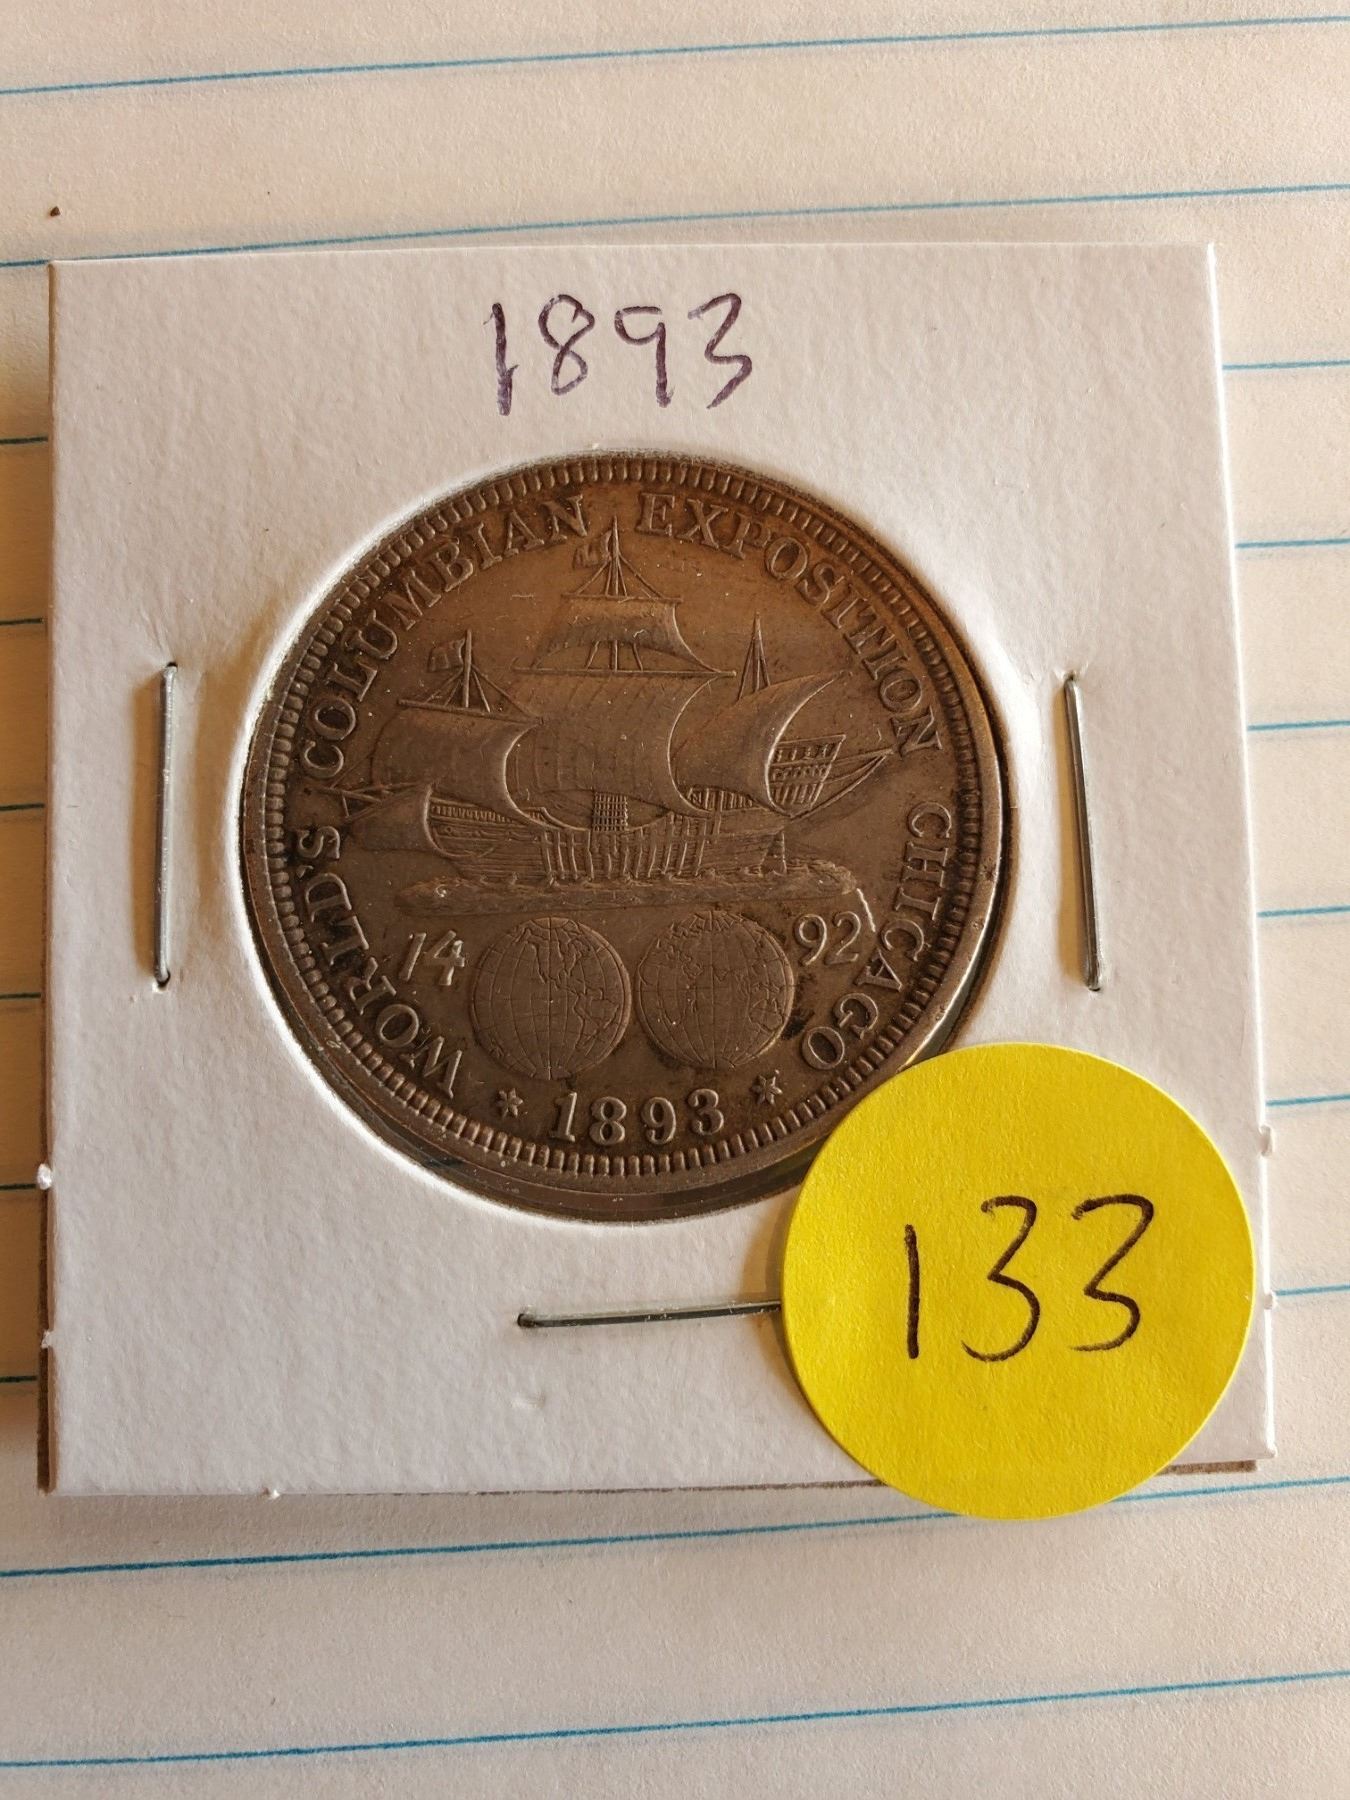 1893
WORLD'S COLUMBIAN EXPOSITION CHICAGO
14 92
* 1893 *
133